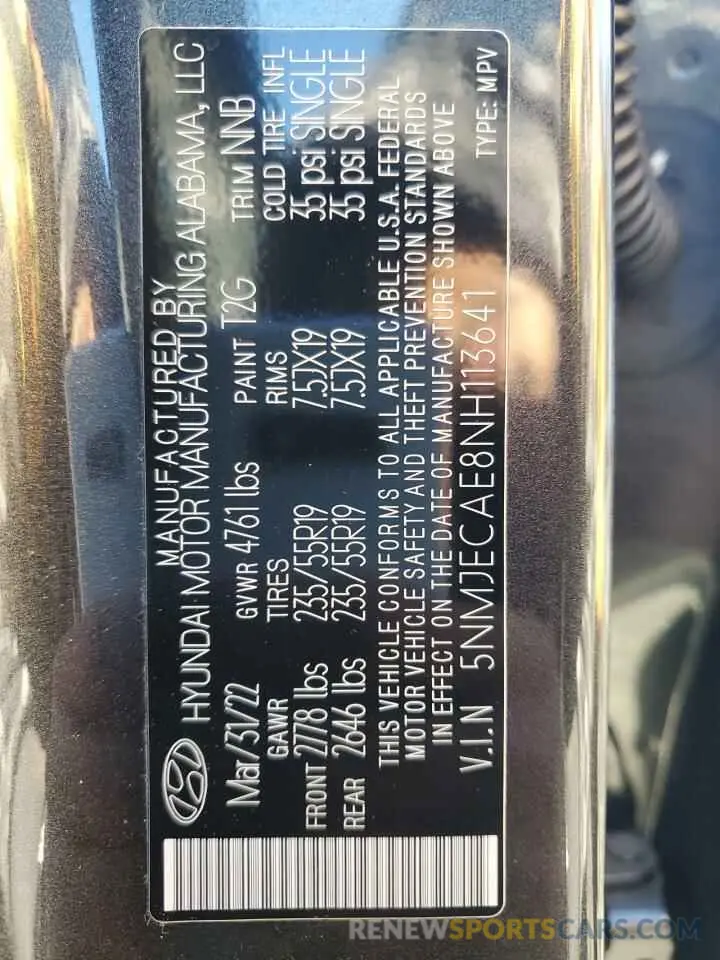 MANUFACTURED BY
HYUNDAI MOTOR MANUFACTURING ALABAMA, LLC
Mar/31/22 GVWR 4761 lbs PAINT T2G TRIM NNB
GAWR TIRES RIMS COLD TIRE INFL
FRONT 2778 lbs 235/55R19 7.5JX19 35 psi SINGLE
REAR 2646 lbs 235/55R19 7.5JX19 35 psi SINGLE
THIS VEHICLE CONFORMS TO ALL APPLICABLE U.S.A. FEDERAL
MOTOR VEHICLE SAFETY AND THEFT PREVENTION STANDARDS
IN EFFECT ON THE DATE OF MANUFACTURE SHOWN ABOVE
V.I.N 5NMJECAE8NH113641 TYPE: MPV
RENEWSPORTSCARS.COM